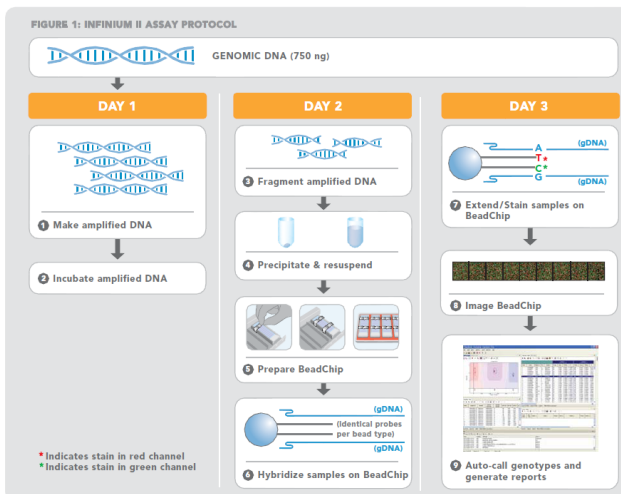 FIGURE 1: INFINIUM II ASSAY PROTOCOL
GENOMIC DNA (750 ng)
DAY 1
1 Make amplified DNA
2 Incubate amplified DNA
* Indicates stain in red channel
* Indicates stain in green channel
DAY 2
3 Fragment amplified DNA
4 Precipitate & resuspend
5 Prepare BeadChip
(gDNA)
(Identical probes
per bead type)
(gDNA)
6 Hybridize samples on BeadChip
DAY 3
A (gDNA)
T *
C *
G (gDNA)
7 Extend/Stain samples on
BeadChip
8 Image BeadChip
9 Auto-call genotypes and
generate reports